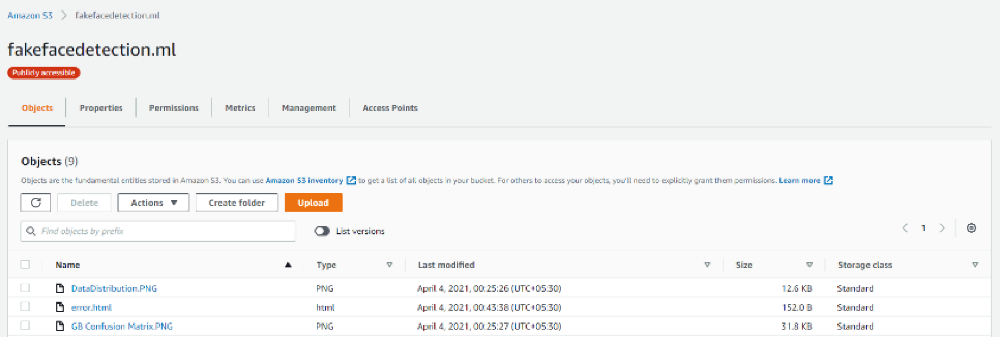 Amazon S3 > fakefacedetection.ml
fakefacedetection.ml
Publicly accessible
Objects Properties Permissions Metrics Management Access Points
Objects (9)
Objects are the fundamental entities stored in Amazon S3. You can use Amazon S3 inventory to get a list of all objects in your bucket. For others to access your objects, you'll need to explicitly grant them permissions. Learn more
Delete Actions Create folder Upload
Find objects by prefix List versions 1
Name Type Last modified Size Storage class
DataDistribution.PNG PNG April 4, 2021, 00:25:26 (UTC+05:30) 12.6 KB Standard
error.html html April 4, 2021, 00:43:38 (UTC+05:30) 152.0 B Standard
GB Confusion Matrix.PNG PNG April 4, 2021, 00:25:27 (UTC+05:30) 31.8 KB Standard